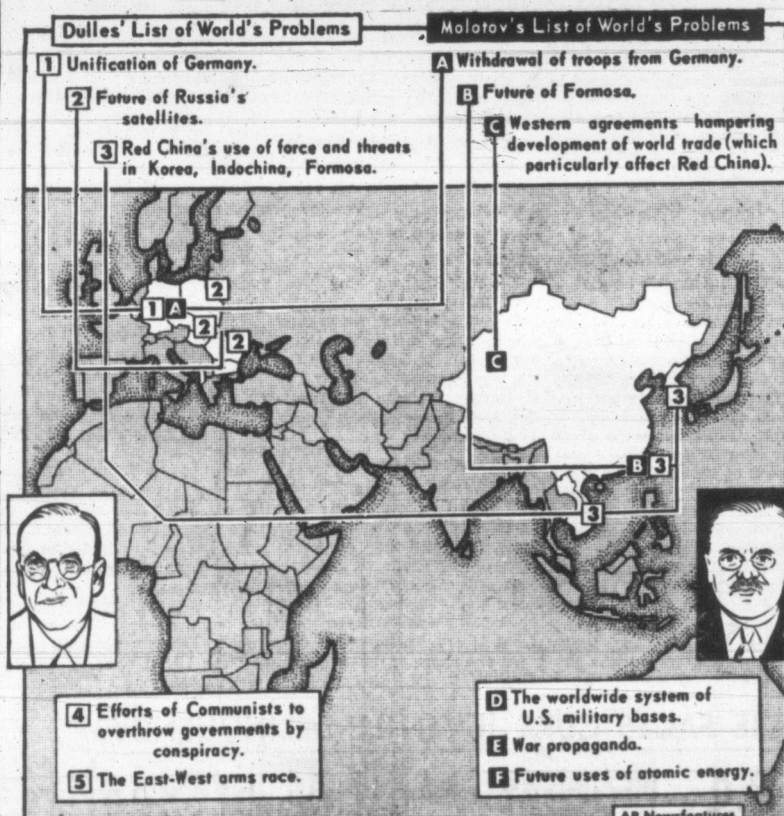 Dulles' List of World's Problems
1 Unification of Germany.
2 Future of Russia's
satellites.
3 Red China's use of force and threats
in Korea, Indochina, Formosa.
Molotov's List of World's Problems
A Withdrawal of troops from Germany.
B Future of Formosa.
C Western agreements hampering
development of world trade (which
particularly affect Red China).
2
1 A
2
2
C
3
B 3
3
4 Efforts of Communists to
overthrow governments by
conspiracy.
5 The East-West arms race.
D The worldwide system of
U.S. military bases.
E War propaganda.
F Future uses of atomic energy.
AP Newsfeatures